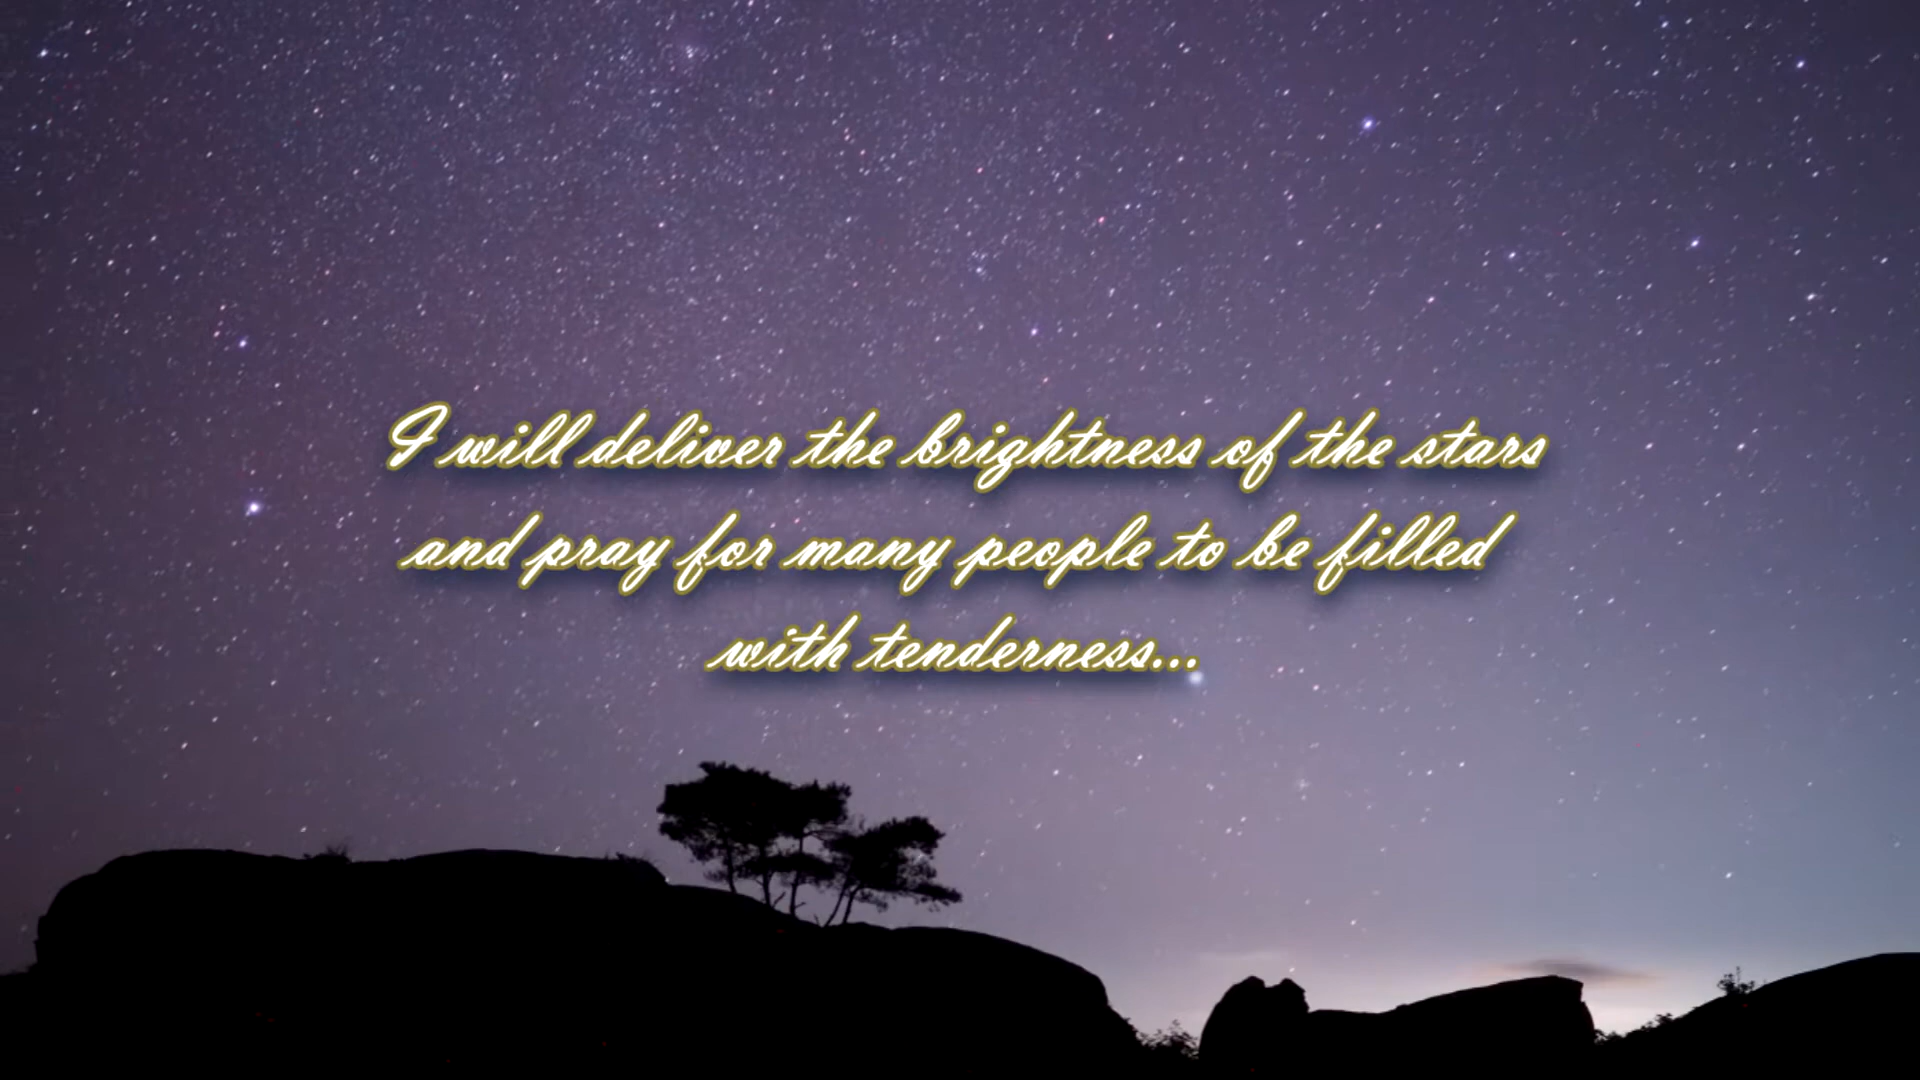 I will deliver the brightness of the stars
and pray for many people to be filled
with tenderness...